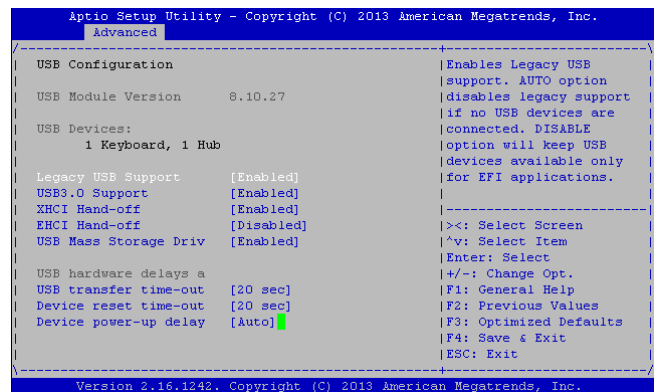 Aptio Setup Utility - Copyright (C) 2013 American Megatrends, Inc.
Advanced
USB Configuration
USB Module Version 8.10.27
USB Devices:
1 Keyboard, 1 Hub
Legacy USB Support [Enabled]
USB3.0 Support [Enabled]
XHCI Hand-off [Enabled]
EHCI Hand-off [Disabled]
USB Mass Storage Driv [Enabled]
USB hardware delays a
USB transfer time-out [20 sec]
Device reset time-out [20 sec]
Device power-up delay [Auto]
Enables Legacy USB
support. AUTO option
disables legacy support
if no USB devices are
connected. DISABLE
option will keep USB
devices available only
for EFI applications.
><: Select Screen
^v: Select Item
Enter: Select
+/-: Change Opt.
F1: General Help
F2: Previous Values
F3: Optimized Defaults
F4: Save & Exit
ESC: Exit
Version 2.16.1242. Copyright (C) 2013 American Megatrends, Inc.